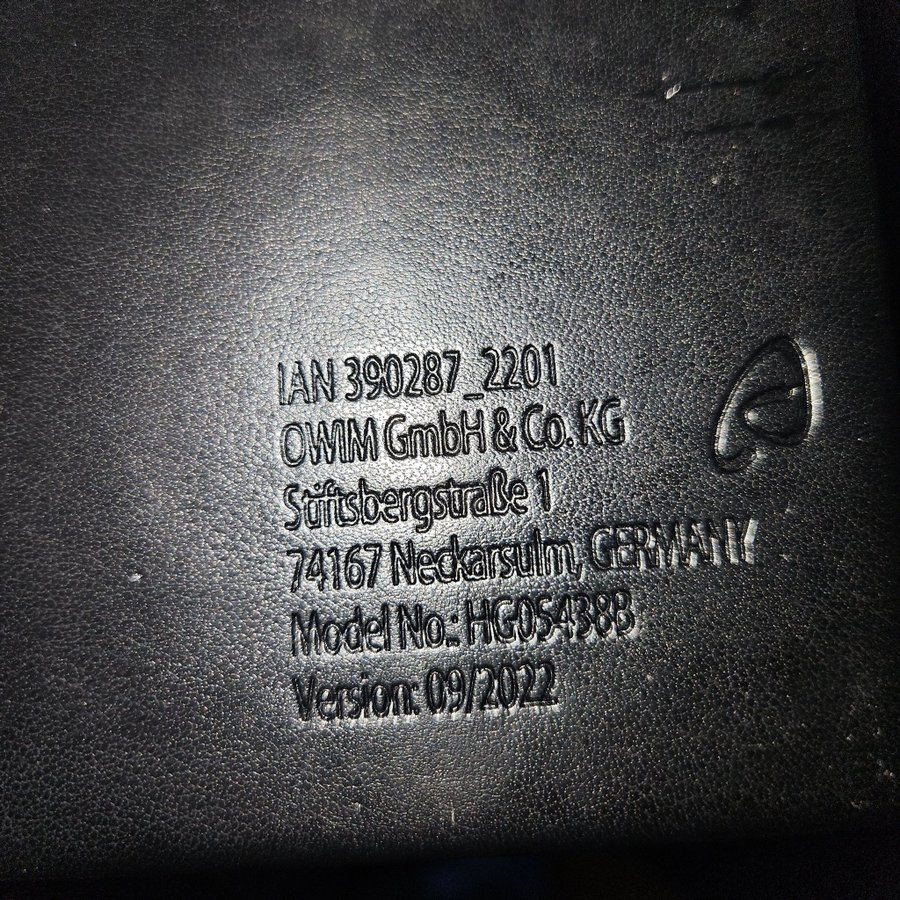 IAN 390287_2201
OWIM GmbH & Co. KG
Stiftsbergstraße 1
74167 Neckarsulm, GERMANY
Model No.: HG05438B
Version: 09/2022